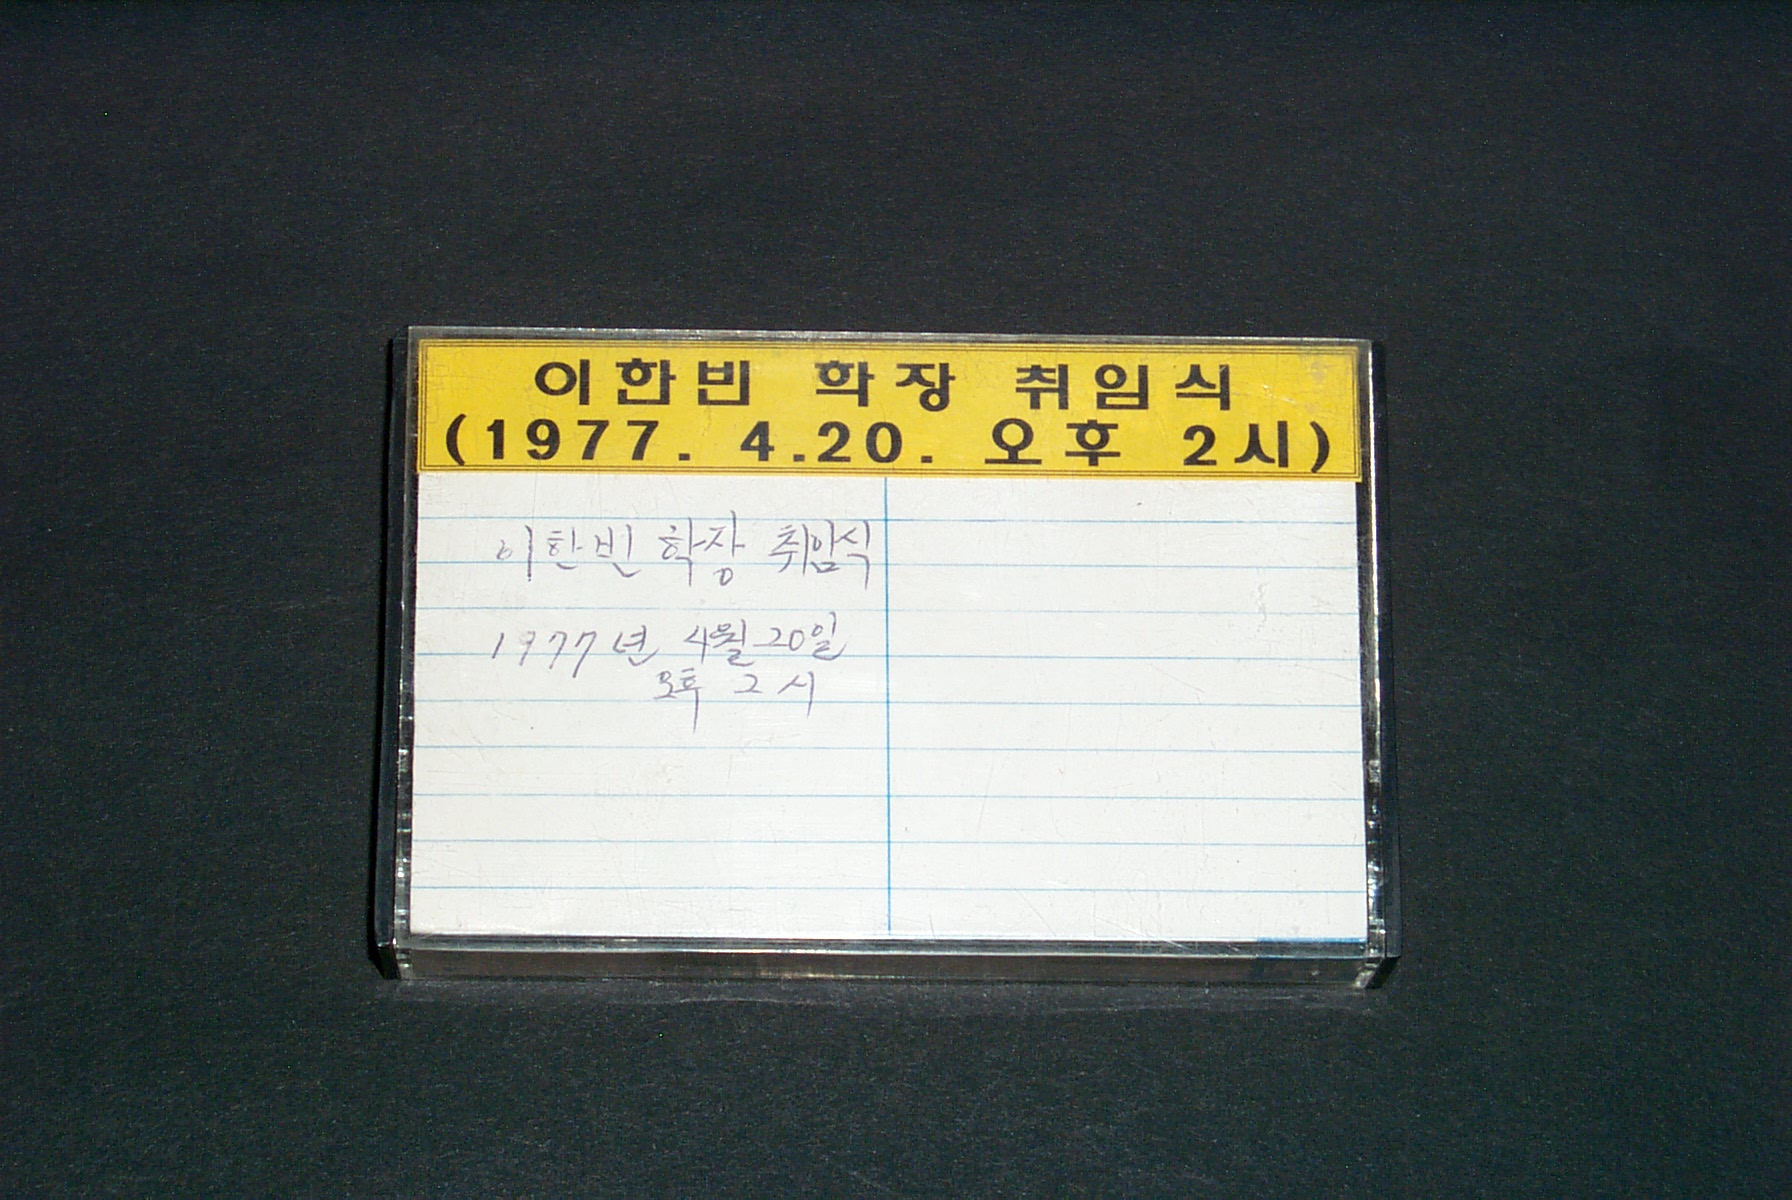 이한빈 학장 취임식
(1977. 4.20. 오후 2시)
이한빈 학장 취임식
1977년 4월 20일
오후 2시